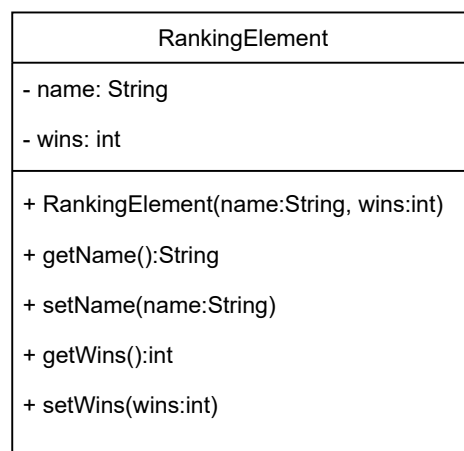 RankingElement
- name: String
- wins: int
+ RankingElement(name:String, wins:int)
+ getName():String
+ setName(name:String)
+ getWins():int
+ setWins(wins:int)